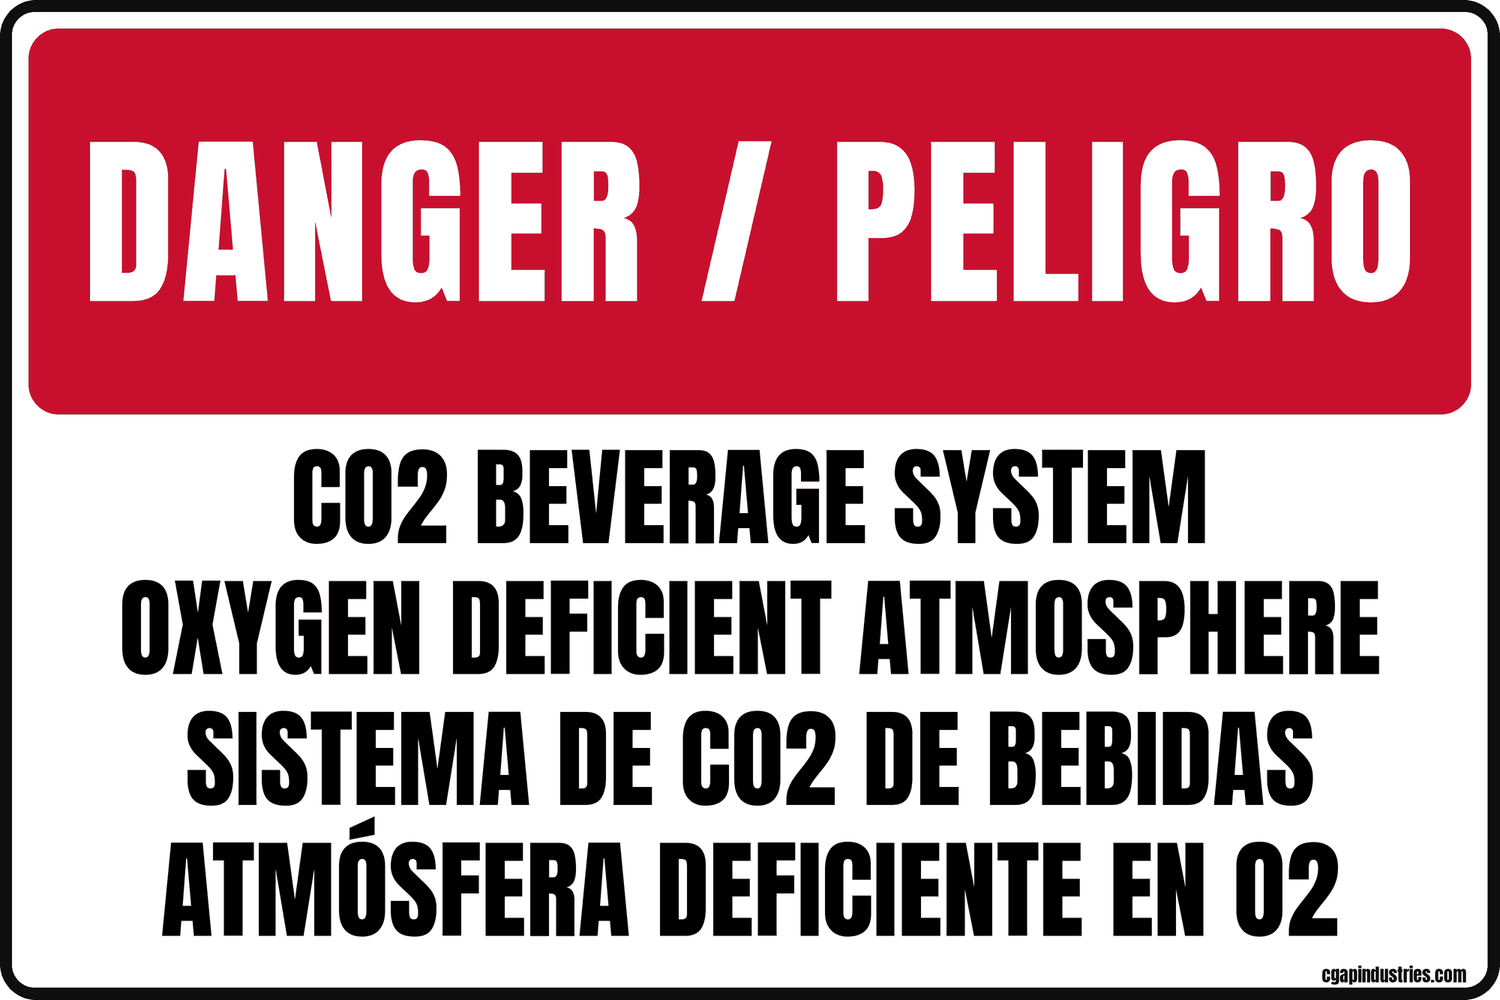 DANGER / PELIGRO
CO2 BEVERAGE SYSTEM
OXYGEN DEFICIENT ATMOSPHERE
SISTEMA DE CO2 DE BEBIDAS
ATMÓSFERA DEFICIENTE EN O2
cgapindustries.com